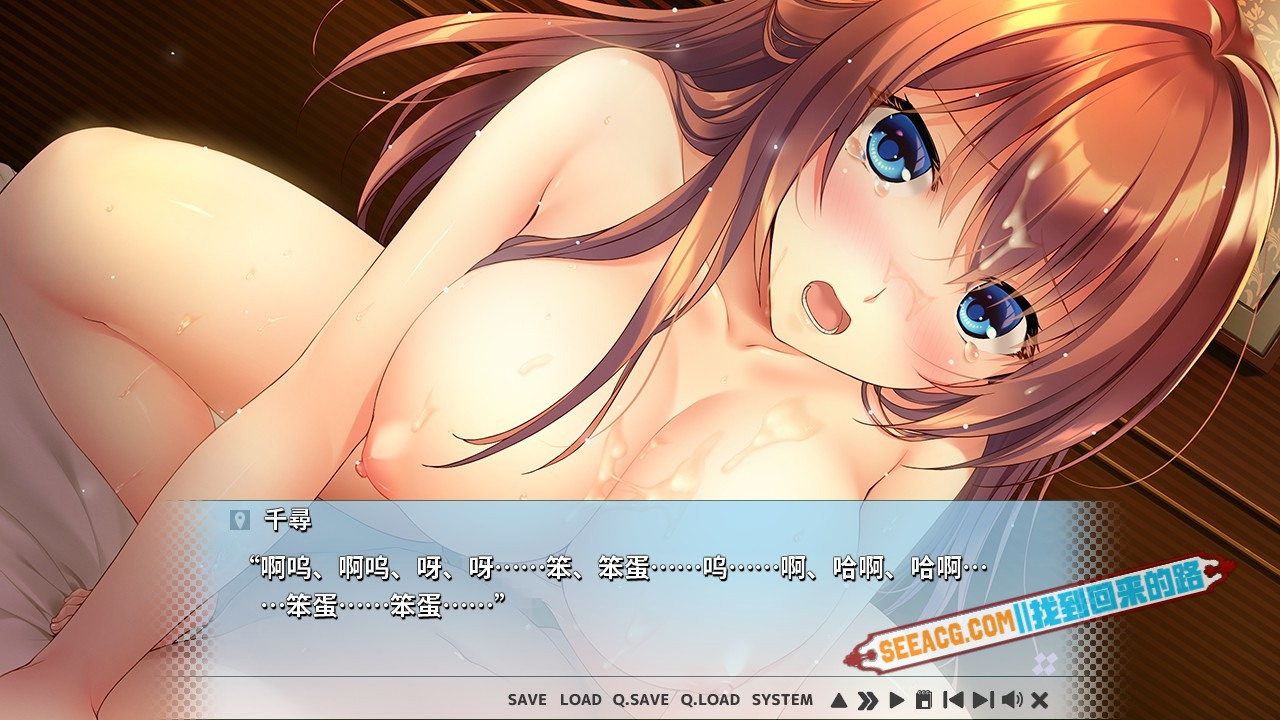 千尋
“啊呜、啊呜、呀、呀……笨、笨蛋……呜……啊、哈啊、哈啊…
…笨蛋……笨蛋……”
SEEACG.COM||找到回来的路
SAVE LOAD Q.SAVE Q.LOAD SYSTEM